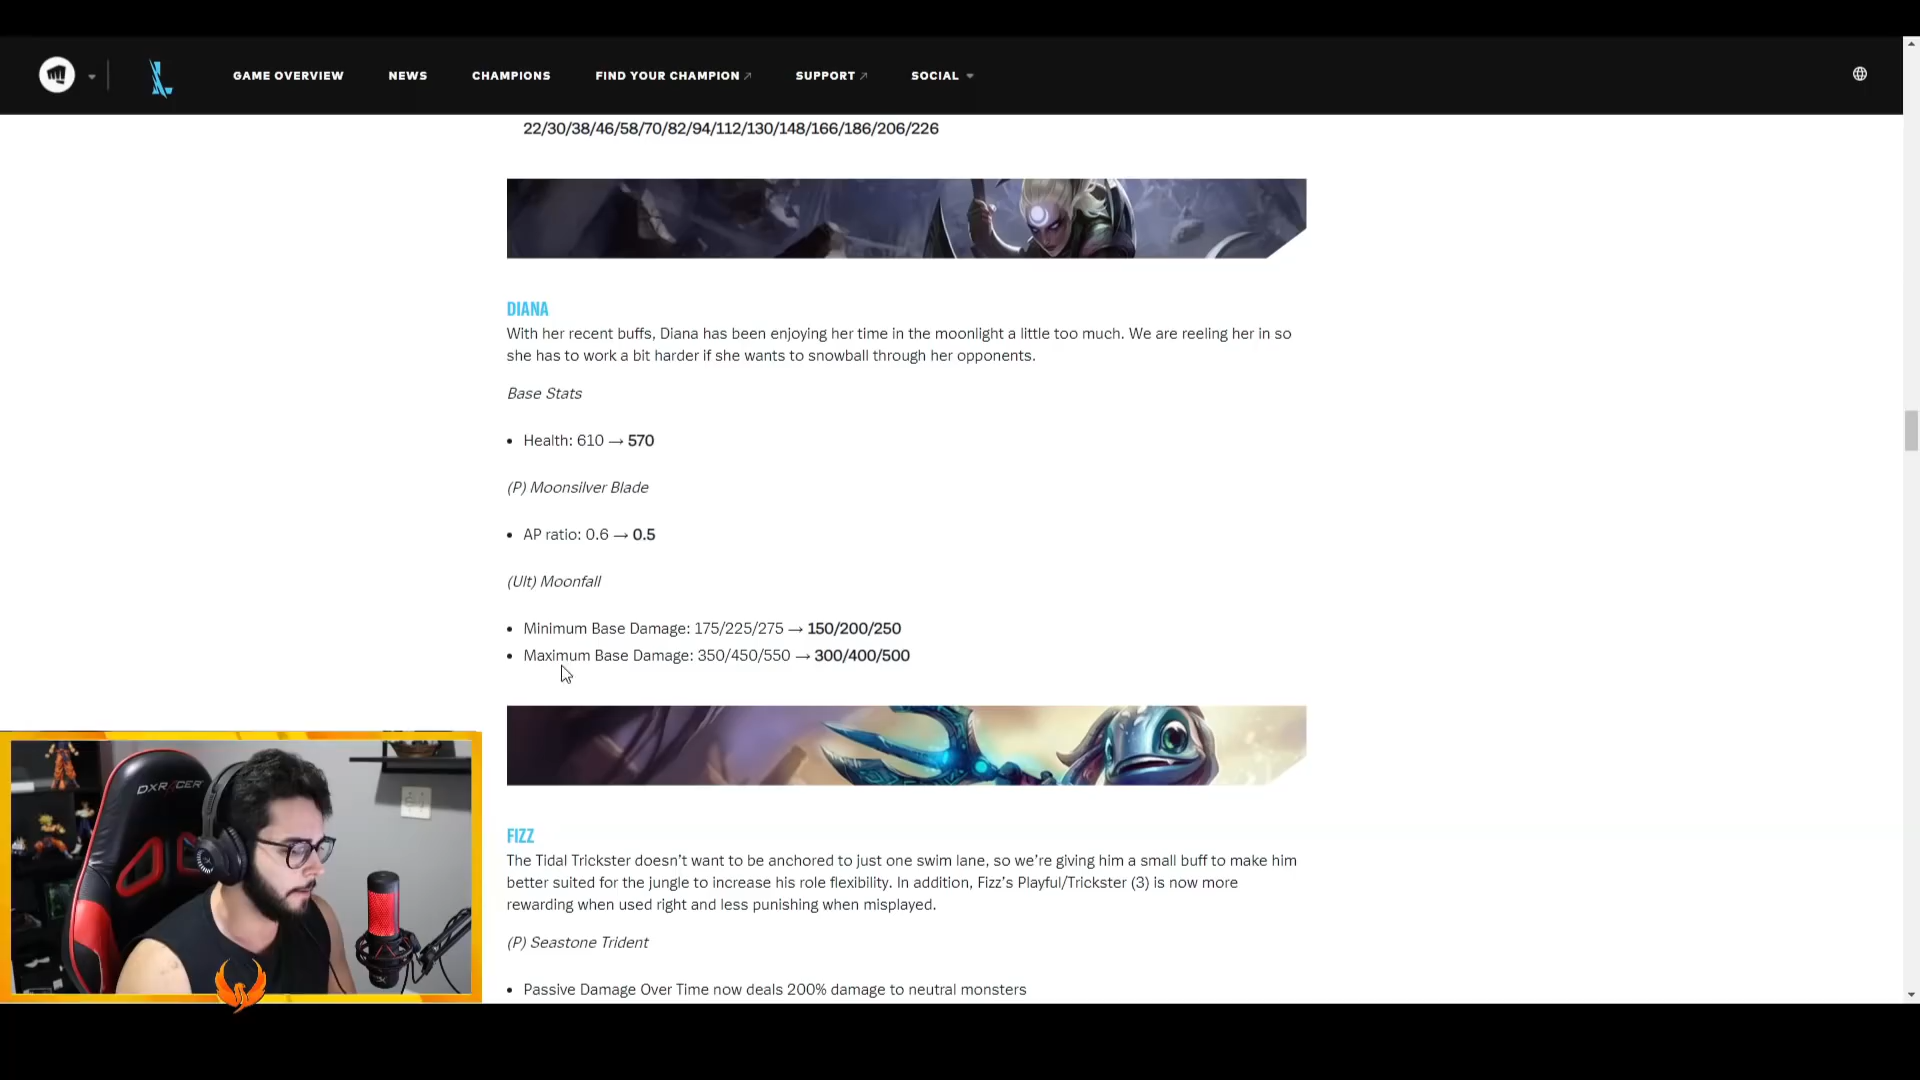 GAME OVERVIEW NEWS CHAMPIONS FIND YOUR CHAMPION ↗ SUPPORT ↗ SOCIAL
22/30/38/46/58/70/82/94/112/130/148/166/186/206/226
DIANA
With her recent buffs, Diana has been enjoying her time in the moonlight a little too much. We are reeling her in so
she has to work a bit harder if she wants to snowball through her opponents.
Base Stats
• Health: 610 → 570
(P) Moonsilver Blade
• AP ratio: 0.6 → 0.5
(Ult) Moonfall
• Minimum Base Damage: 175/225/275 → 150/200/250
• Maximum Base Damage: 350/450/550 → 300/400/500
DXRACER
FIZZ
The Tidal Trickster doesn't want to be anchored to just one swim lane, so we're giving him a small buff to make him
better suited for the jungle to increase his role flexibility. In addition, Fizz's Playful/Trickster (3) is now more
rewarding when used right and less punishing when misplayed.
(P) Seastone Trident
• Passive Damage Over Time now deals 200% damage to neutral monsters